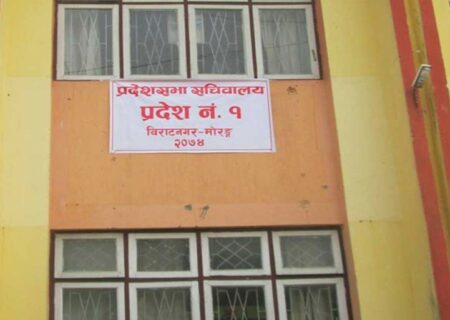 प्रदेशसभा सचिवालय
प्रदेश नं. १
विराटनगर-मोरङ्ग
२०७४